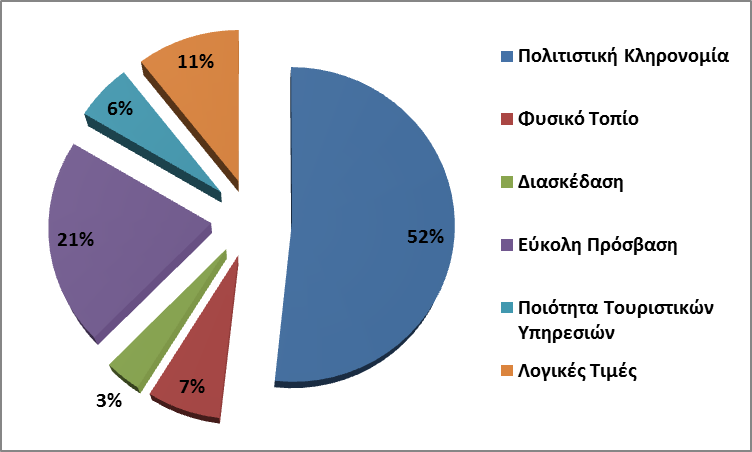 11%
6%
21%
3%
7%
52%
Πολιτιστική Κληρονομία
Φυσικό Τοπίο
Διασκέδαση
Εύκολη Πρόσβαση
Ποιότητα Τουριστικών
Υπηρεσιών
Λογικές Τιμές